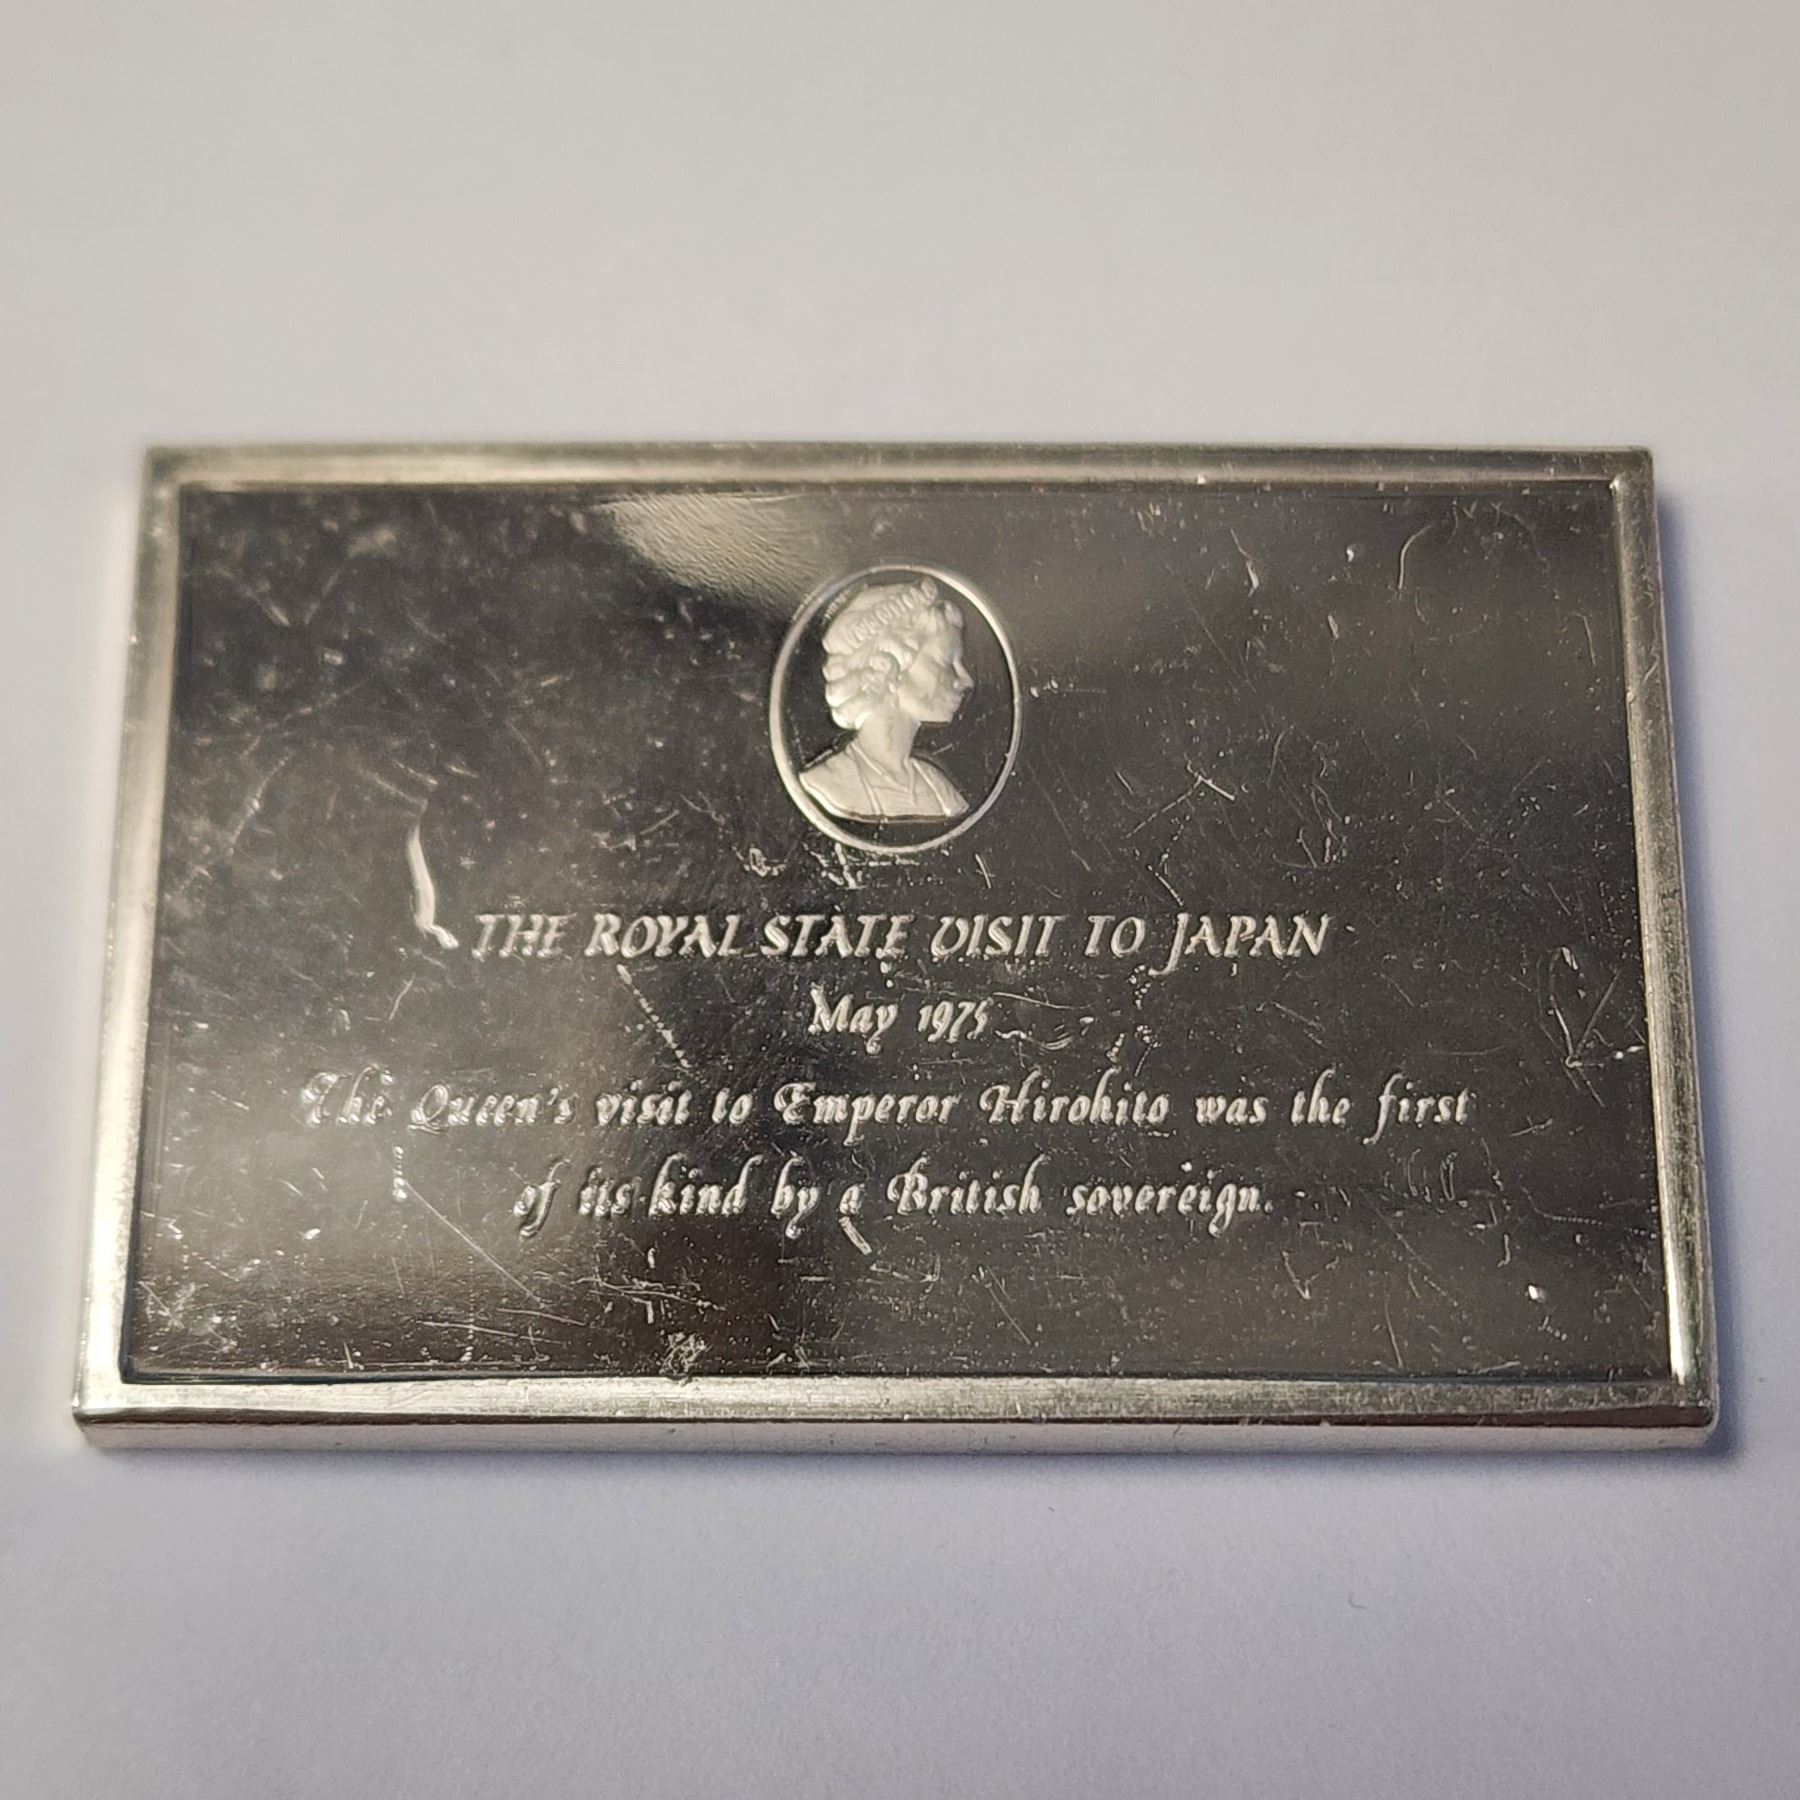 THE ROYAL STATE VISIT TO JAPAN
May 1975
The Queen's visit to Emperor Hirohito was the first
of its kind by a British sovereign.